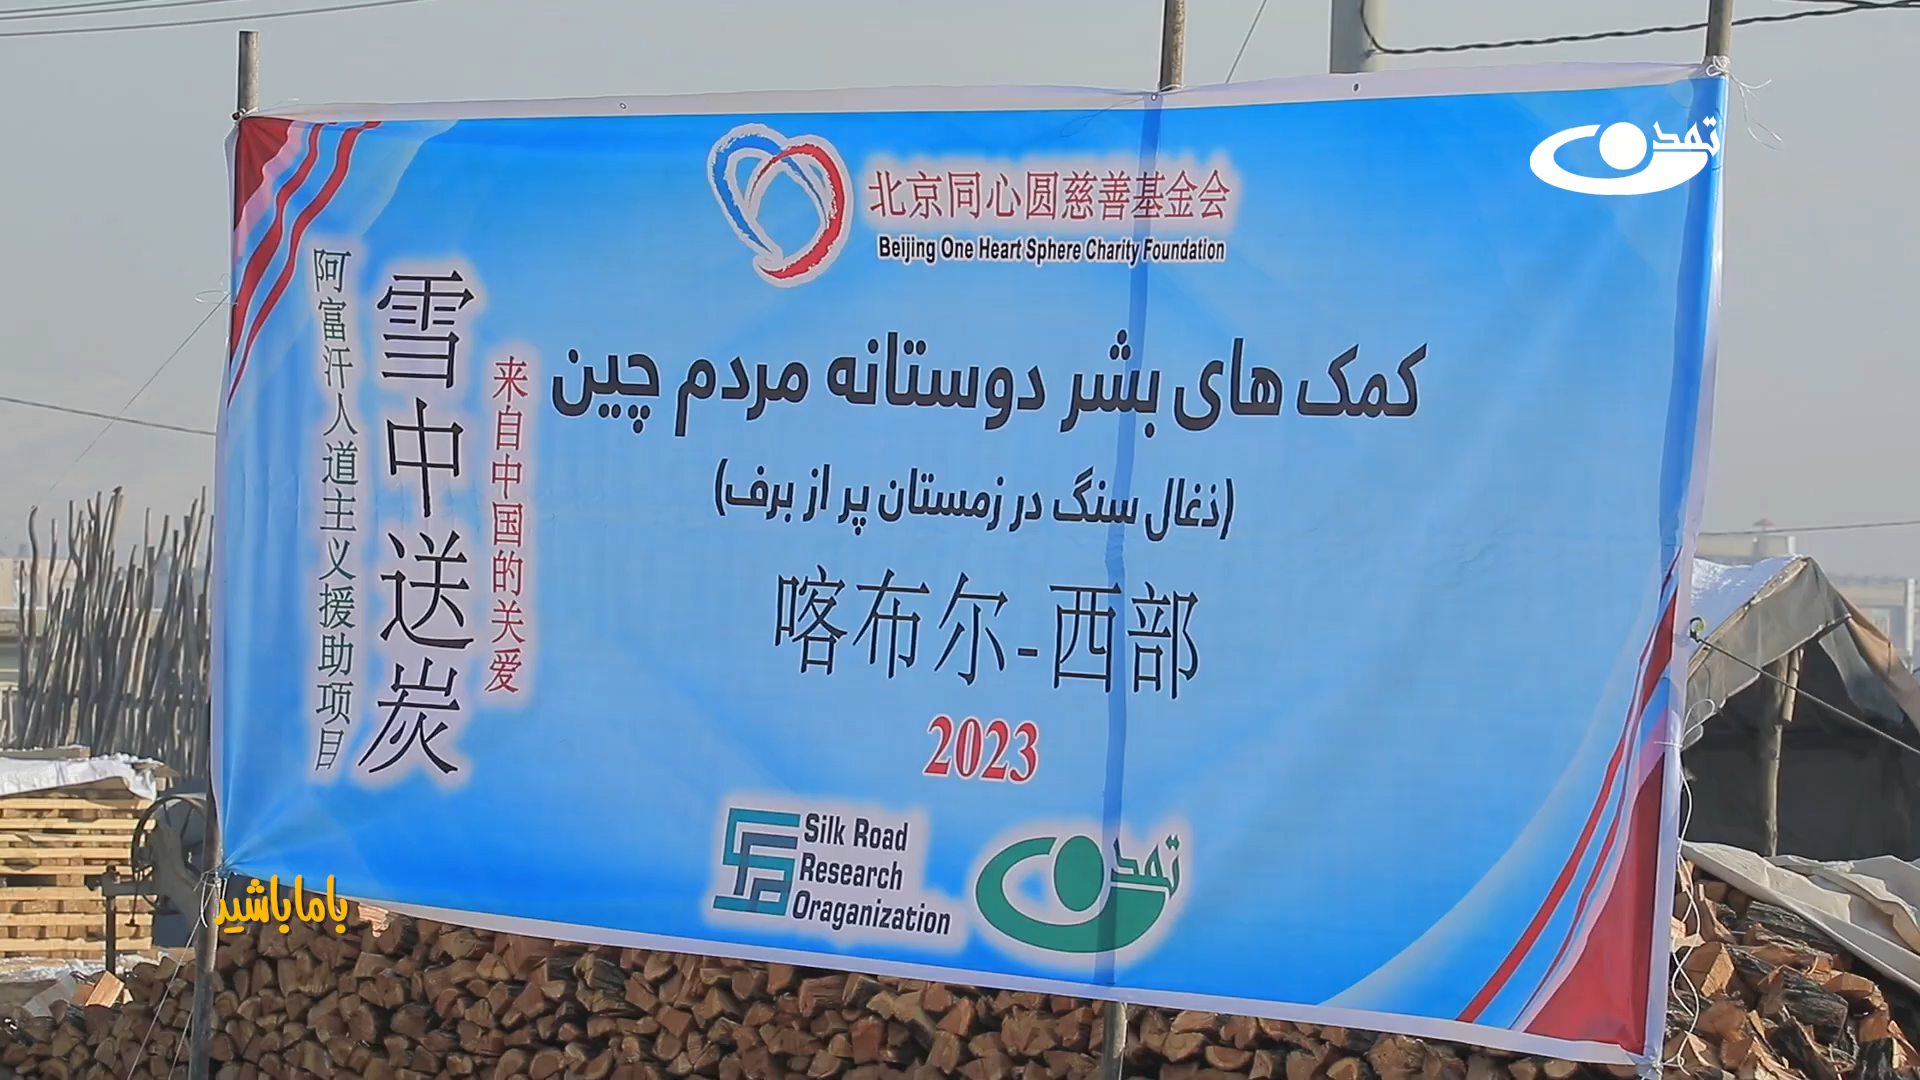 تمدن
北京同心圆慈善基金会
Beijing One Heart Sphere Charity Foundation
阿富汗人道主义援助项目
雪中送炭
来自中国的关爱
کمک های بشر دوستانه مردم چین
(ذغال سنگ در زمستان پر از برف)
喀布尔-西部
2023
Silk Road
Research
Oraganization
تمدن
باما باشید